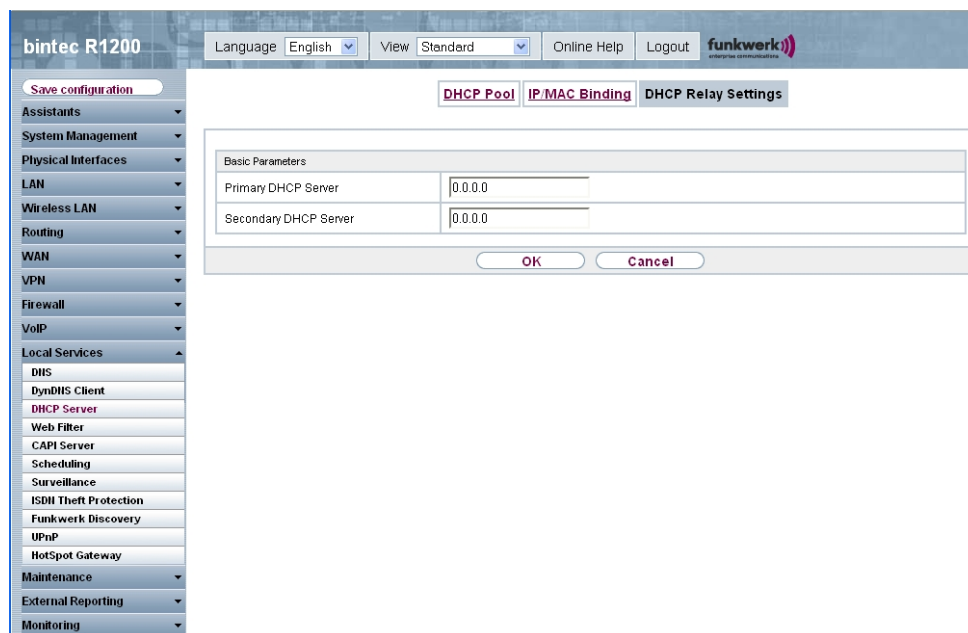 bintec R1200
Language English View Standard Online Help Logout funkwerk
enterprise communications
Save configuration
DHCP Pool IP/MAC Binding DHCP Relay Settings
Assistants
System Management
Physical Interfaces
LAN
Wireless LAN
Routing
WAN
VPN
Firewall
VoIP
Local Services
DNS
DynDNS Client
DHCP Server
Web Filter
CAPI Server
Scheduling
Surveillance
ISDN Theft Protection
Funkwerk Discovery
UPnP
HotSpot Gateway
Maintenance
External Reporting
Monitoring
Basic Parameters
Primary DHCP Server 0.0.0.0
Secondary DHCP Server 0.0.0.0
OK Cancel